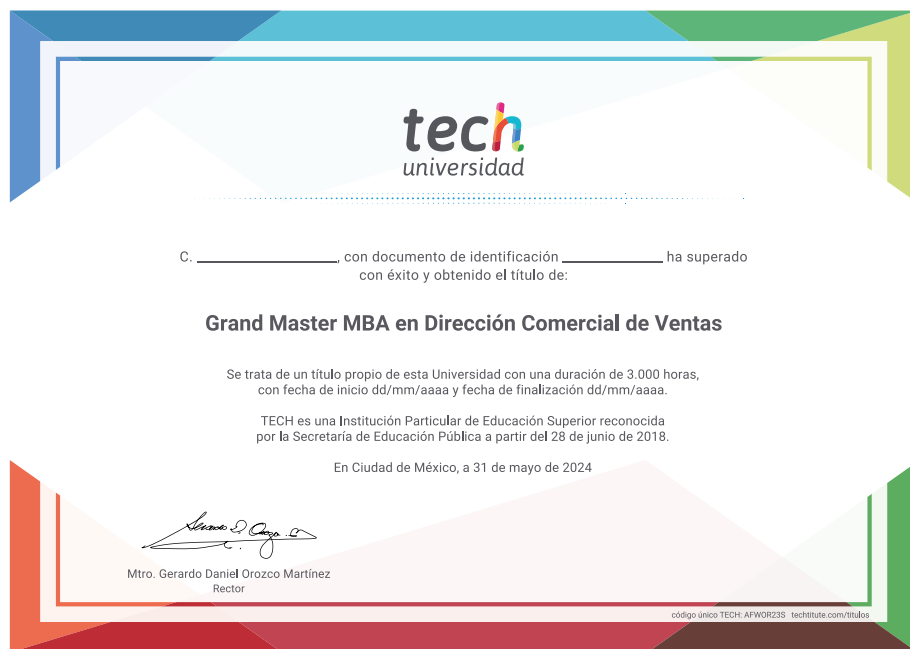 tech
universidad
C. ____________, con documento de identificación ____________ ha superado
con éxito y obtenido el título de:
Grand Master MBA en Dirección Comercial de Ventas
Se trata de un título propio de esta Universidad con una duración de 3.000 horas,
con fecha de inicio dd/mm/aaaa y fecha de finalización dd/mm/aaaa.
TECH es una Institución Particular de Educación Superior reconocida
por la Secretaría de Educación Pública a partir del 28 de junio de 2018.
En Ciudad de México, a 31 de mayo de 2024
Mtro. Gerardo Daniel Orozco Martínez
Rector
código único TECH: AFWOR23S techtitute.com/titulos